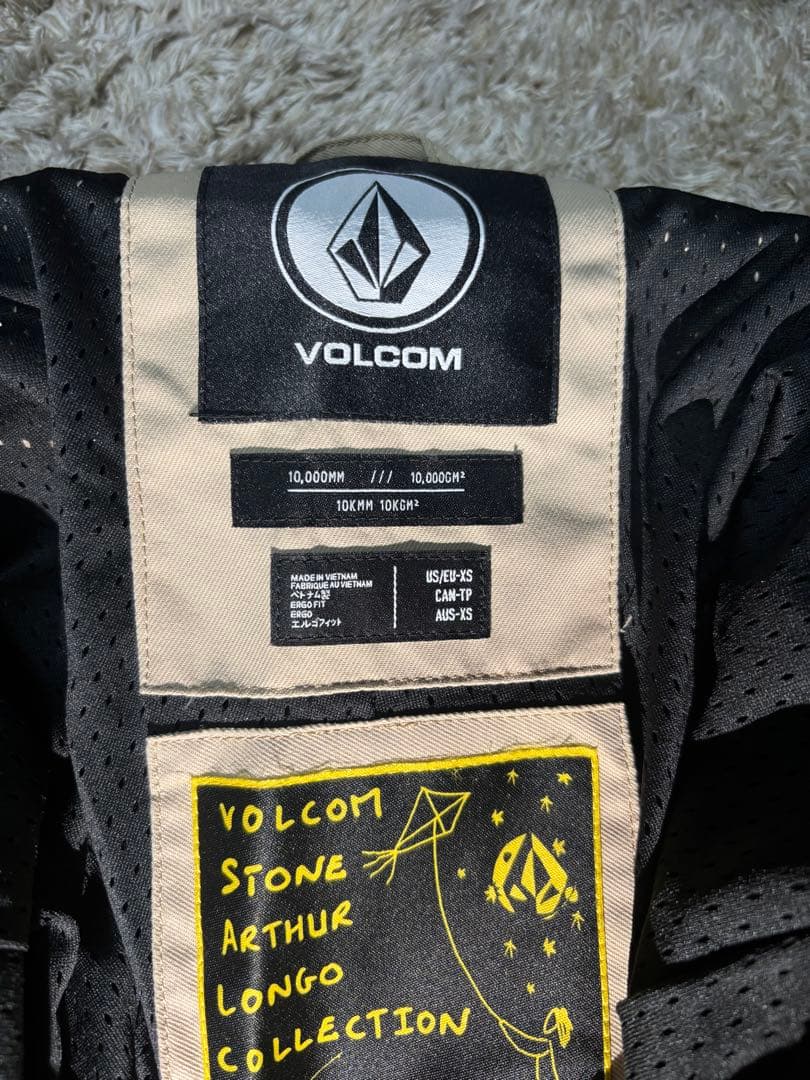 VOLCOM
10,000MM /// 10,000GM²
10KMM 10KGM²
MADE IN VIETNAM
FABRIQUE AU VIETNAM
ベトナム製
ERGO FIT
ERGO
エルゴフィット
US/EU-XS
CAN-TP
AUS-XS
VOLCOM
STONE
ARTHUR
LONGO
COLLECTION